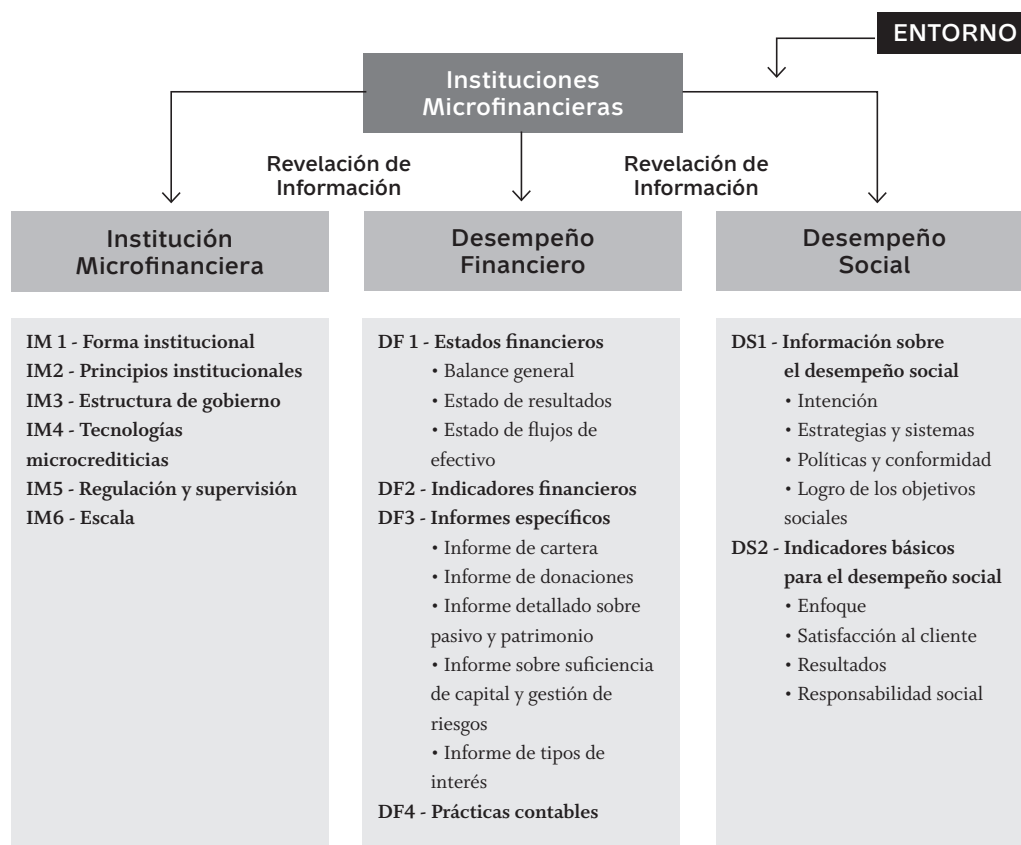 ENTORNO
Instituciones
Microfinancieras
Revelación de
Información
Revelación de
Información
Institución
Microfinanciera
Desempeño
Financiero
Desempeño
Social
IM 1 - Forma institucional
IM2 - Principios institucionales
IM3 - Estructura de gobierno
IM4 - Tecnologías
microcrediticias
IM5 - Regulación y supervisión
IM6 - Escala
DF 1 - Estados financieros
• Balance general
• Estado de resultados
• Estado de flujos de
efectivo
DF2 - Indicadores financieros
DF3 - Informes específicos
• Informe de cartera
• Informe de donaciones
• Informe detallado sobre
pasivo y patrimonio
• Informe sobre suficiencia
de capital y gestión de
riesgos
• Informe de tipos de
interés
DF4 - Prácticas contables
DS1 - Información sobre
el desempeño social
• Intención
• Estrategias y sistemas
• Políticas y conformidad
• Logro de los objetivos
sociales
DS2 - Indicadores básicos
para el desempeño social
• Enfoque
• Satisfacción al cliente
• Resultados
• Responsabilidad social